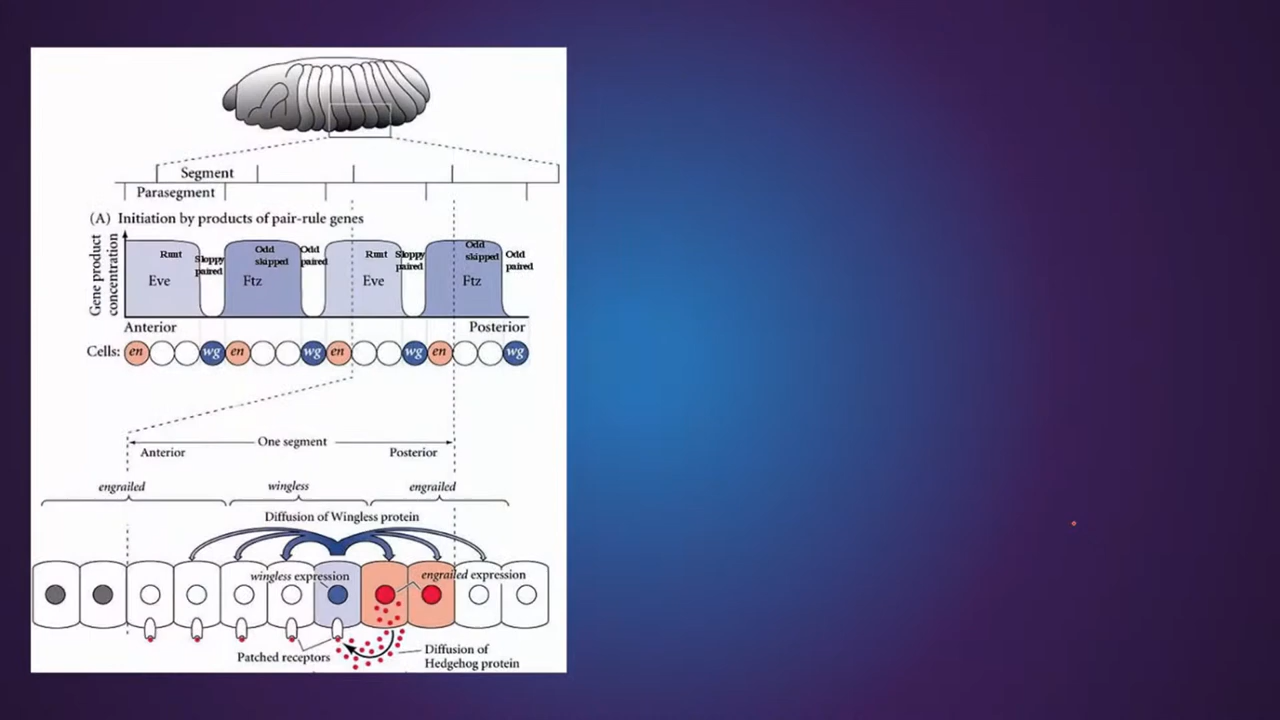 Segment
Parasegment
(A) Initiation by products of pair-rule genes
Gene product
concentration
Runt
Sloppy
paired
Odd
skipped
Odd
paired
Runt
Sloppy
paired
Odd
skipped
Odd
paired
Eve
Ftz
Eve
Ftz
Anterior Posterior
Cells: en wg en wg en wg en wg
One segment
Anterior Posterior
engrailed wingless engrailed
Diffusion of Wingless protein
wingless expression engrailed expression
Patched receptors
Diffusion of
Hedgehog protein